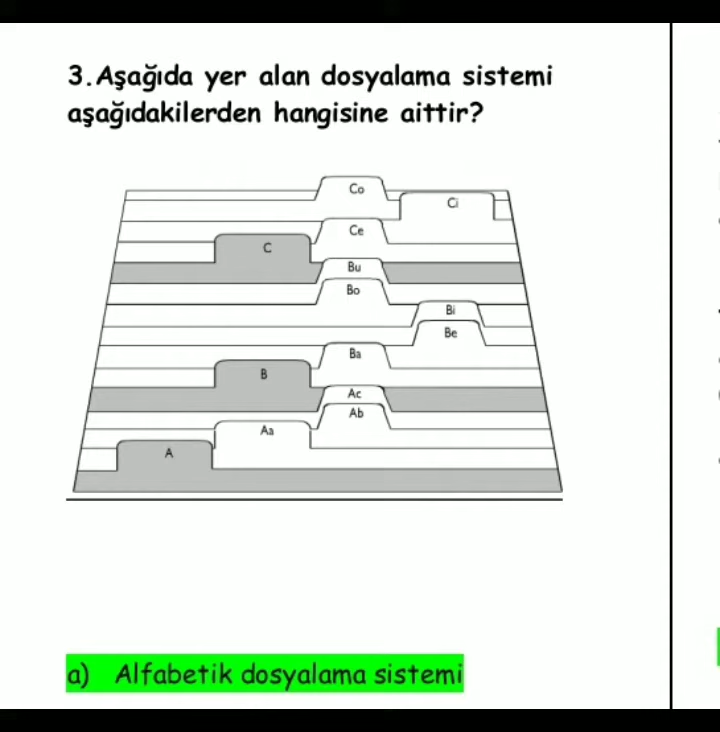 3.Aşağıda yer alan dosyalama sistemi
aşağıdakilerden hangisine aittir?
Co
Ci
Ce
C
Bu
Bo
Bi
Be
Ba
B
Ac
Ab
Aa
A
a) Alfabetik dosyalama sistemi